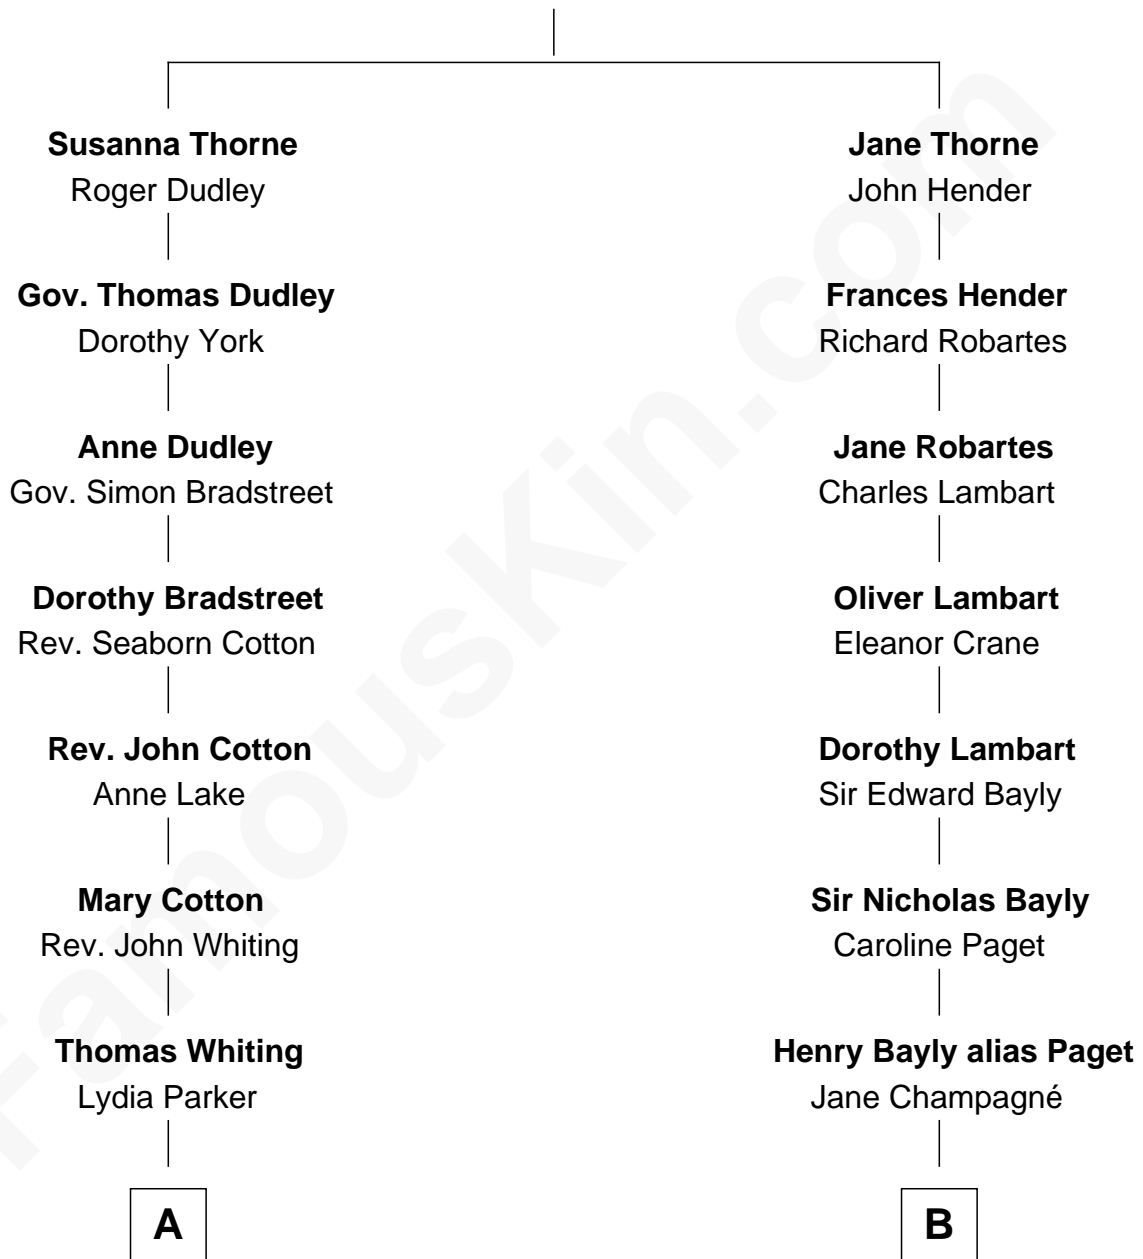 Susanna Thorne
Roger Dudley
Gov. Thomas Dudley
Dorothy York
Anne Dudley
Gov. Simon Bradstreet
Dorothy Bradstreet
Rev. Seaborn Cotton
Rev. John Cotton
Anne Lake
Mary Cotton
Rev. John Whiting
Thomas Whiting
Lydia Parker
A
Jane Thorne
John Hender
Frances Hender
Richard Robartes
Jane Robartes
Charles Lambart
Oliver Lambart
Eleanor Crane
Dorothy Lambart
Sir Edward Bayly
Sir Nicholas Bayly
Caroline Paget
Henry Bayly alias Paget
Jane Champagné
B
FamousKin.com